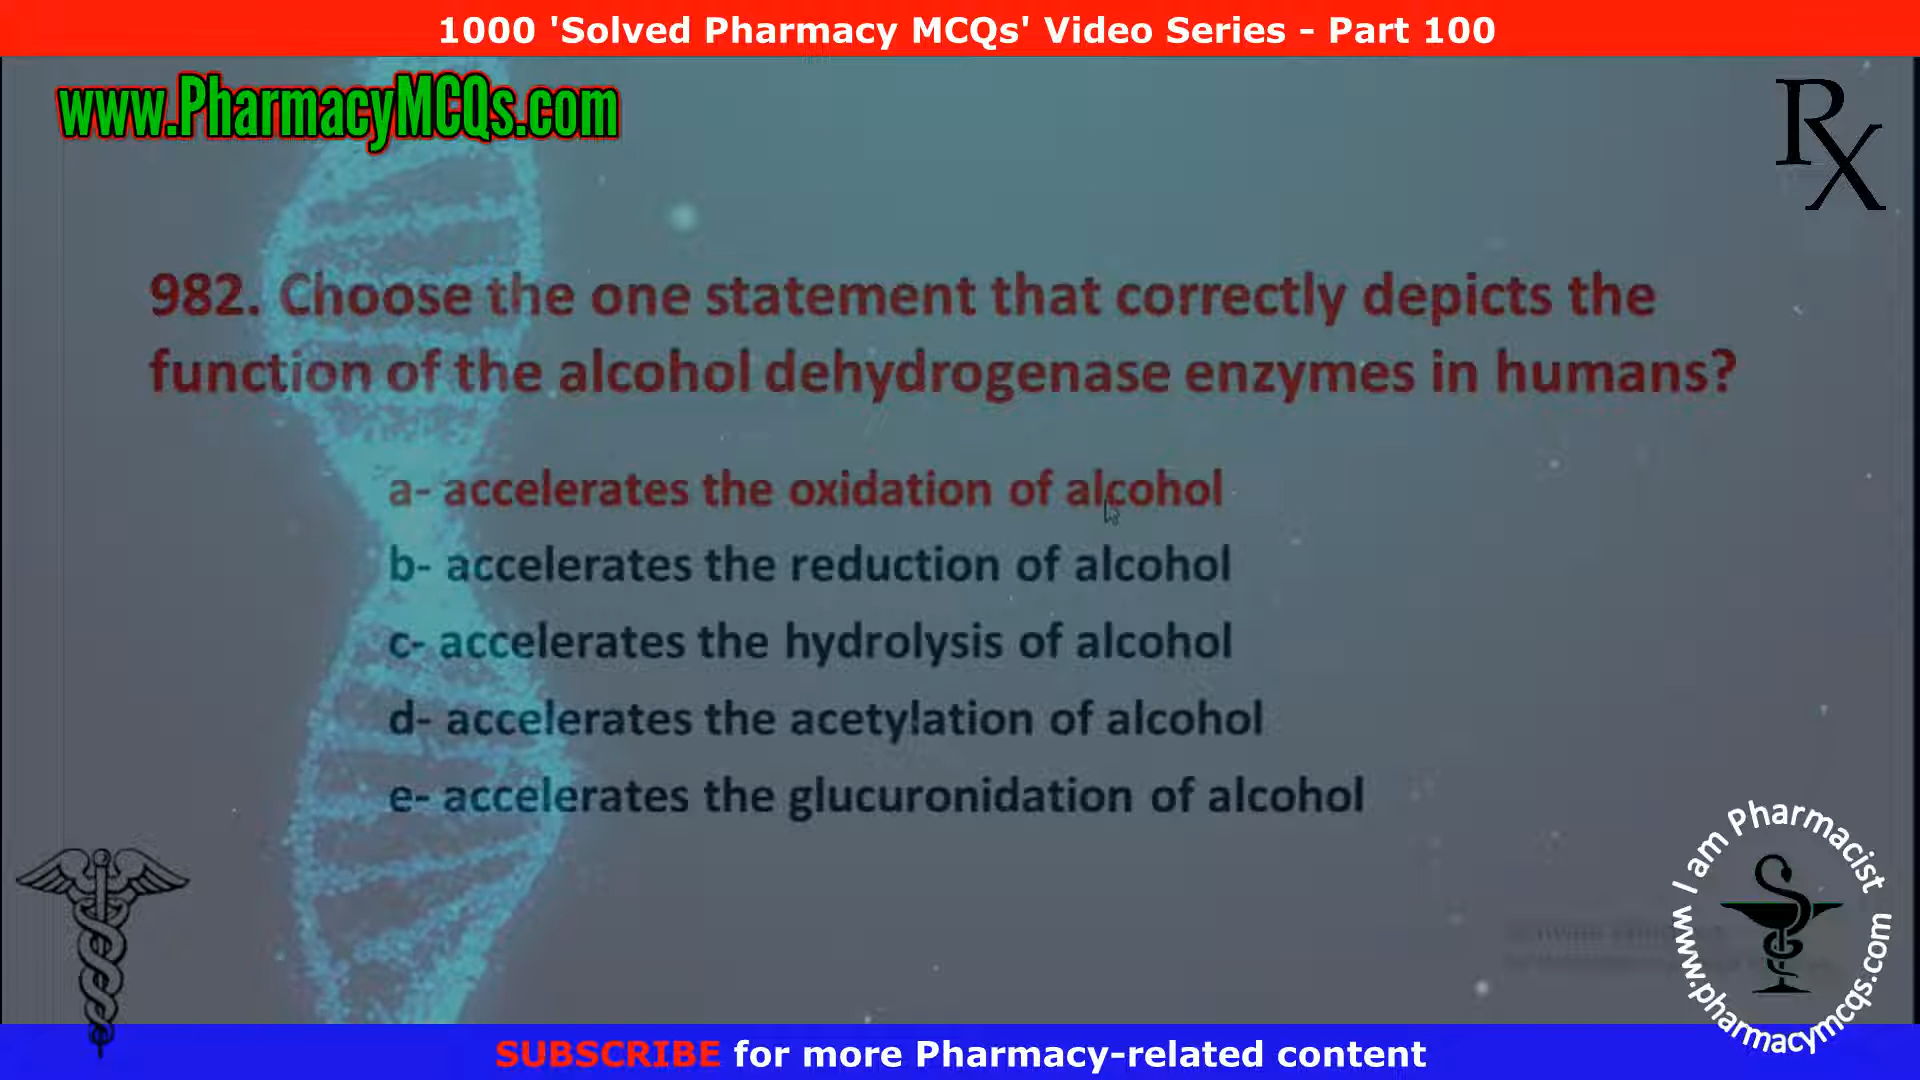 1000 'Solved Pharmacy MCQs' Video Series - Part 100
www.PharmacyMCQs.com
RX
982. Choose the one statement that correctly depicts the
function of the alcohol dehydrogenase enzymes in humans?
a- accelerates the oxidation of alcohol
b- accelerates the reduction of alcohol
c- accelerates the hydrolysis of alcohol
d- accelerates the acetylation of alcohol
e- accelerates the glucuronidation of alcohol
I am Pharmacist
www.pharmacymcqs.com
SUBSCRIBE for more Pharmacy-related content